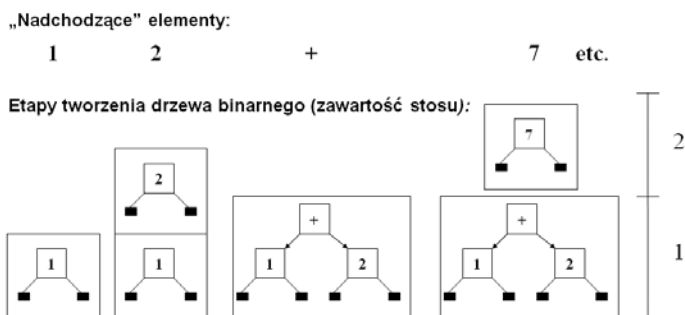 „Nadchodzące” elementy:
1 2 + 7 etc.
Etapy tworzenia drzewa binarnego (zawartość stosu):
7 2
2
+ + 1
1 1 1 2 1 2